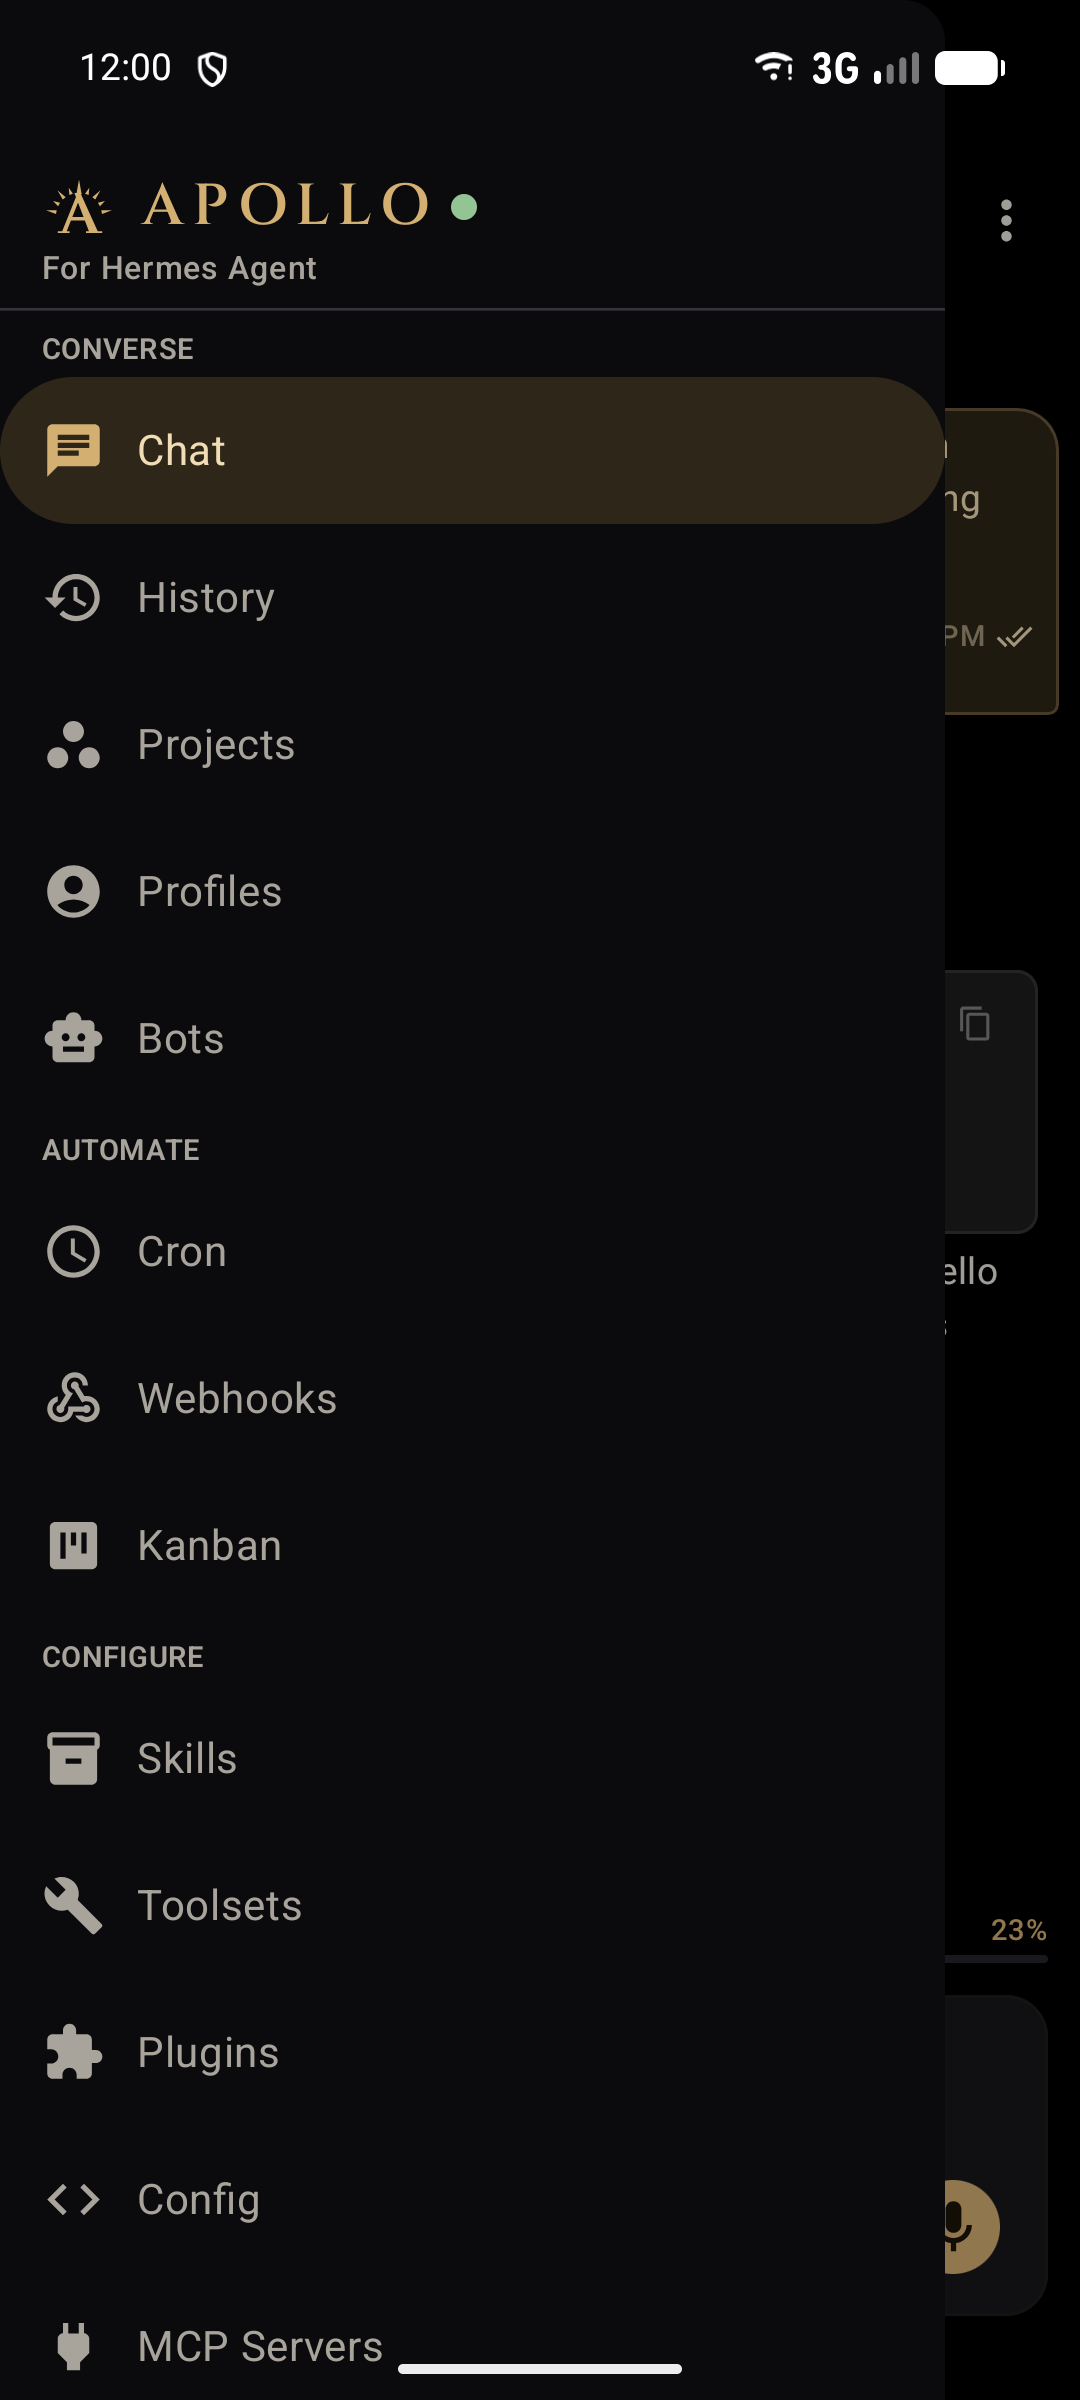 12:00
3G
APOLLO
For Hermes Agent
CONVERSE
Chat
History
Projects
Profiles
Bots
AUTOMATE
Cron
Webhooks
Kanban
CONFIGURE
Skills
Toolsets
Plugins
Config
MCP Servers
ng
PM
ello
23%